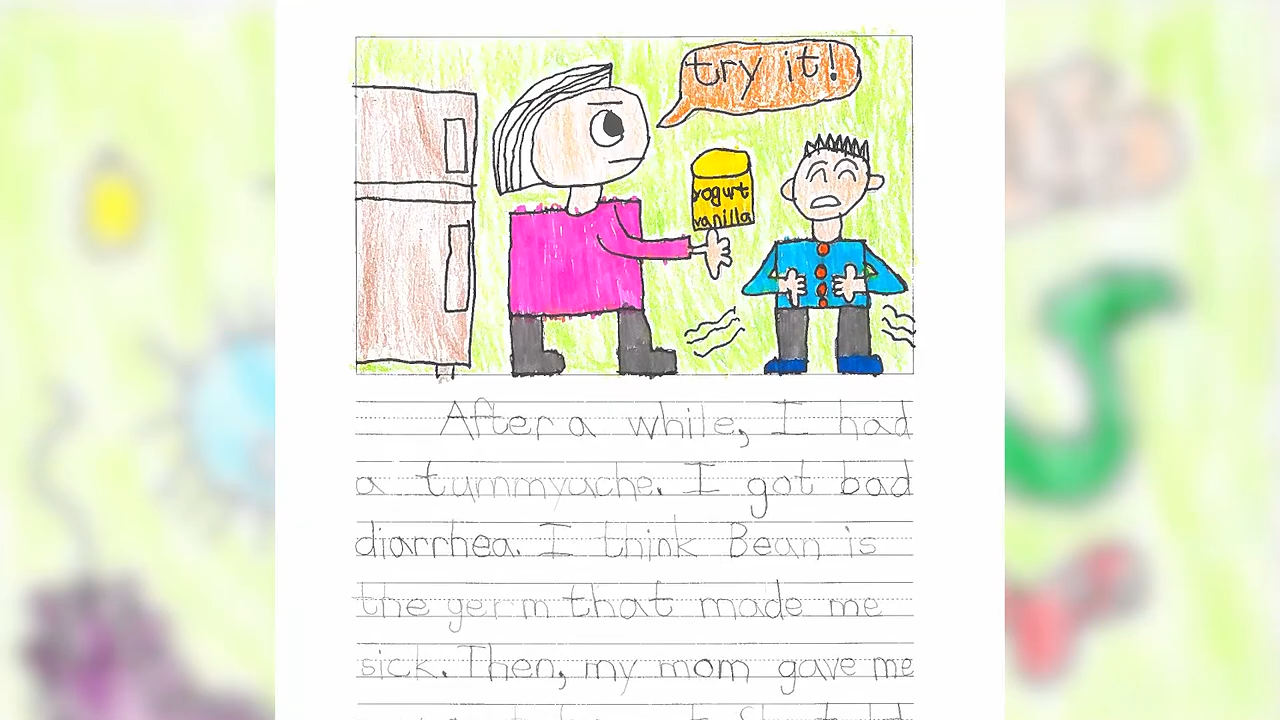 try it!
yogurt
vanilla
After a while, I had
a tummyache. I got bad
diarrhea. I think Bean is
the germ that made me
sick. Then, my mom gave me